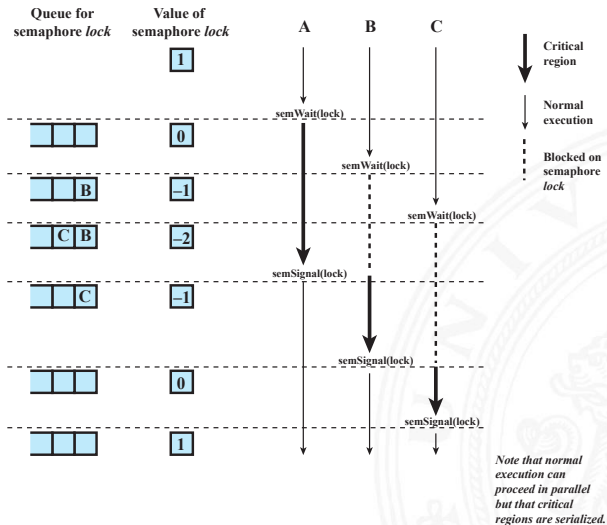 Queue for
semaphore lock
Value of
semaphore lock
A
B
C
1
Critical
region
Normal
execution
Blocked on
semaphore
lock
semWait(lock)
0
semWait(lock)
B
–1
semWait(lock)
C B
–2
semSignal(lock)
C
–1
semSignal(lock)
0
semSignal(lock)
1
Note that normal
execution can
proceed in parallel
but that critical
regions are serialized.
U N I V